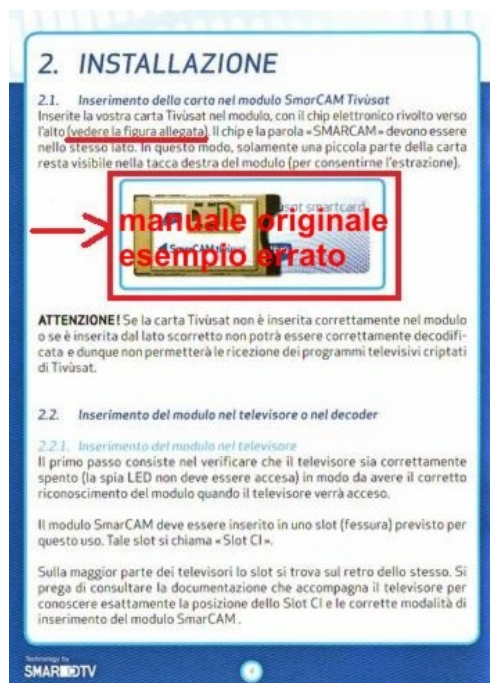 2. INSTALLAZIONE
2.1. Inserimento della carta nel modulo SmarCAM Tivùsat
Inserite la vostra carta Tivùsat nel modulo, con il chip elettronico rivolto verso
l'alto (vedere la figura allegata). Il chip e la parola «SMARCAM» devono essere
nello stesso lato. In questo modo, solamente una piccola parte della carta
resta visibile nella tacca destra del modulo (per consentirne l'estrazione).
smartcard
manuale originale
SmarCAM tivùsat
esempio errato
ATTENZIONE! Se la carta Tivùsat non è inserita correttamente nel modulo
o se è inserita dal lato scorretto non potrà essere correttamente decodifi-
cata e dunque non permetterà le ricezione dei programmi televisivi criptati
di Tivùsat.
2.2. Inserimento del modulo nel televisore o nel decoder
2.2.1. Inserimento del modulo nel televisore
Il primo passo consiste nel verificare che il televisore sia correttamente
spento (la spia LED non deve essere accesa) in modo da avere il corretto
riconoscimento del modulo quando il televisore verrà acceso.
Il modulo SmarCAM deve essere inserito in uno slot (fessura) previsto per
questo uso. Tale slot si chiama «Slot CI».
Sulla maggior parte dei televisori lo slot si trova sul retro dello stesso. Si
prega di consultare la documentazione che accompagna il televisore per
conoscere esattamente la posizione dello Slot CI e le corrette modalità di
inserimento del modulo SmarCAM .
Technology by
SMARDTV